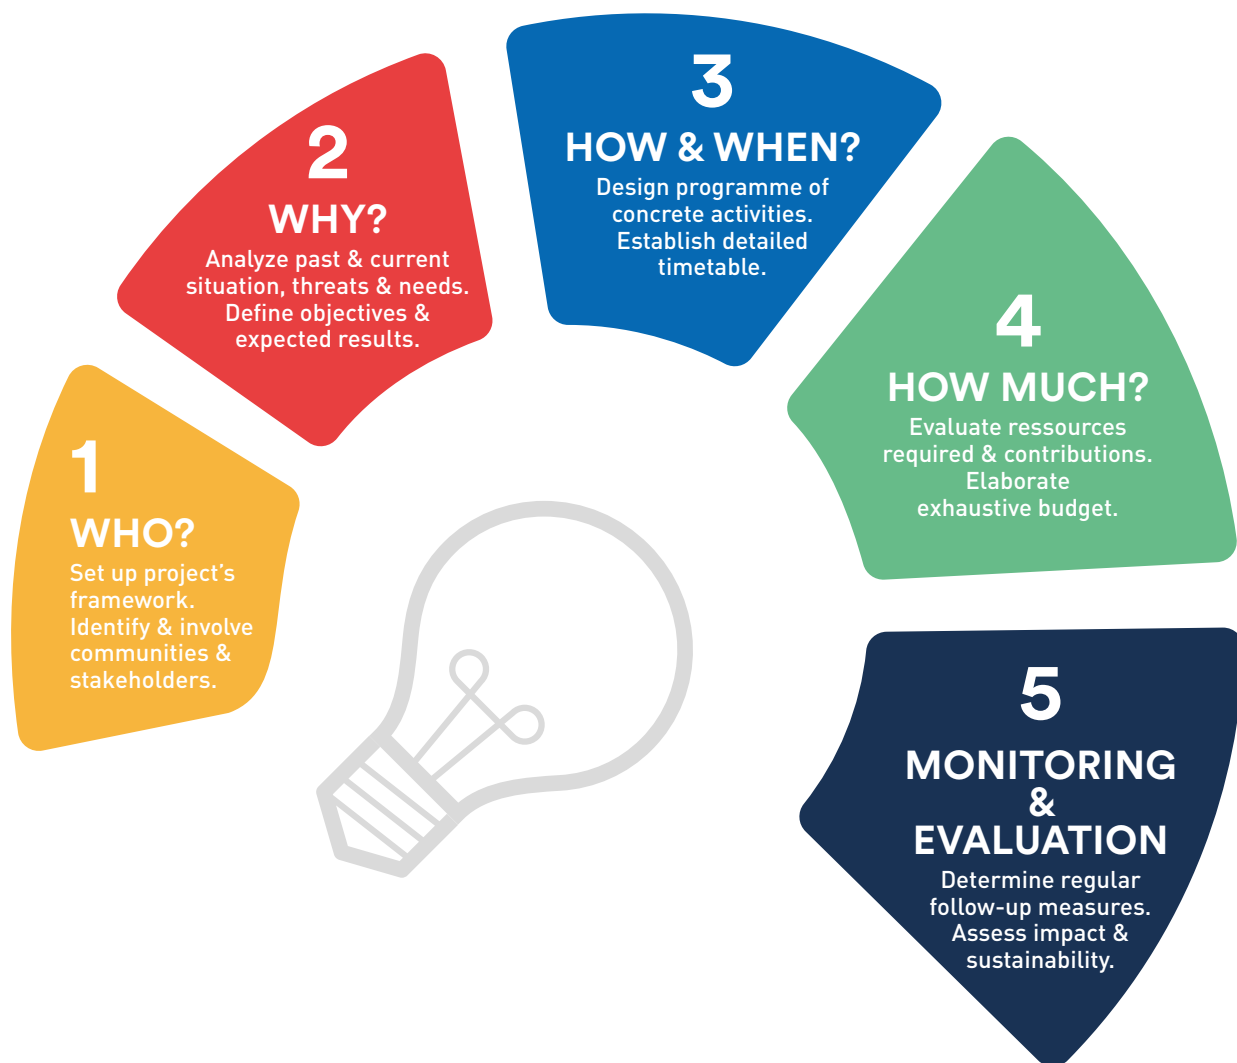 1
WHO?
Set up project's
framework.
Identify & involve
communities &
stakeholders.
2
WHY?
Analyze past & current
situation, threats & needs.
Define objectives &
expected results.
3
HOW & WHEN?
Design programme of
concrete activities.
Establish detailed
timetable.
4
HOW MUCH?
Evaluate ressources
required & contributions.
Elaborate
exhaustive budget.
5
MONITORING
&
EVALUATION
Determine regular
follow-up measures.
Assess impact &
sustainability.